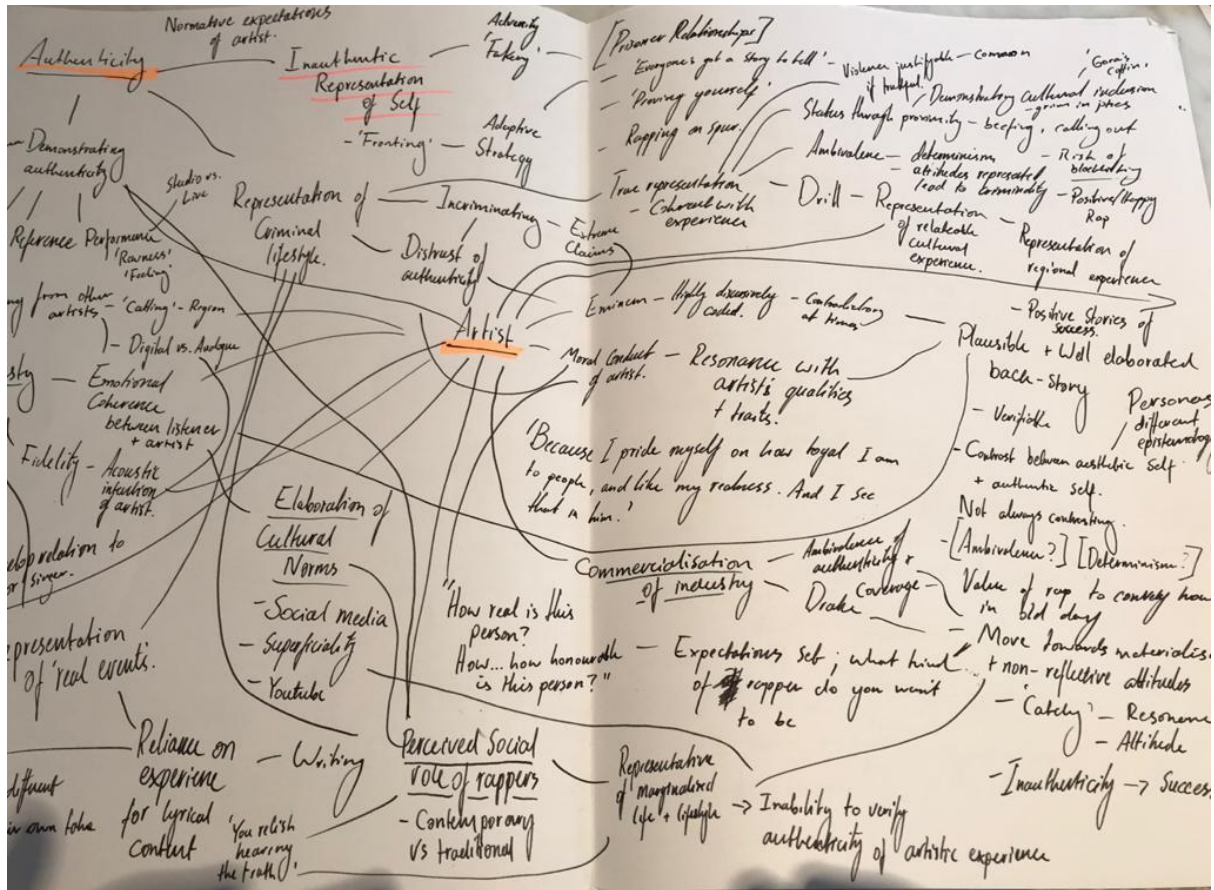 Normative expectations
of artist.
Authenticity
Inauthentic
Representation
of Self
- 'Fronting'
Adversity
'Faking'
Adaptive
Strategy
- Demonstrating
authenticity
Studio vs.
Live
Reference Performance
'Rawness'
'Feeling'
from other
artists
- 'Catting' - Region
- Digital vs. Analogue
Representation of
Criminal
lifestyle.
- Incriminating
- Extreme
Claims
Distrust of
authenticity
Artist
- Emotional
Coherence
between listener
+ artist
Fidelity - Acoustic
intention
of artist.
relation to
singer.
Elaboration of
Cultural
Norms
- Social media
- Superficiality
- Youtube
"How real is this
person?
How... how honourable
is this person?"
of 'real events.
Reliance on
experience
for lyrical
content
- Writing
'You relish
hearing
the truth'
different
own take
Perceived Social
role of rappers
- Contemporary
vs traditional
[Prisoner Relationships]
- 'Everyone's got a story to tell'
- 'Proving yourself'
- Rapping on spur.
- Violence justifiable - common
if truthful.
Status through proximity - beefing, calling out
Demonstrating cultural inclusion
True representation
- Coherent with
experience
Ambivalence - determinism
attitudes represented
lead to criminality
- Risk of
- Positive/Happy
Rap
- Drill - Representation
of relateable
cultural
experience.
- Representation of
regional experience
- Positive Stories of
success.
Eminem - Highly discursively
coded.
- Contradictory
at times
Moral Conduct
of artist.
- Resonance with
artist's qualities
+ traits.
Plausible + Well elaborated
back-story
- Verifiable
Personas
different
- Contrast between aesthetic self.
+ authentic self.
Not always contrasting.
- [Ambivalence?] [Determinism?]
'Because I pride myself on how loyal I am
to people, and like my realness. And I see
that in him.'
Commercialisation
of industry
- Ambivalence of
authenticity
Drake
Coverage
- Value of rap to convey
in old days
- Move towards materialis
+ non-reflective attitudes
- 'Catchy' - Resonance
- Attitude
- Inauthenticity → Success
- Expectations set; what kind
of rapper do you want
to be
Representative
of marginalised
life + lifestyle
→ Inability to verify
authenticity of artistic experience